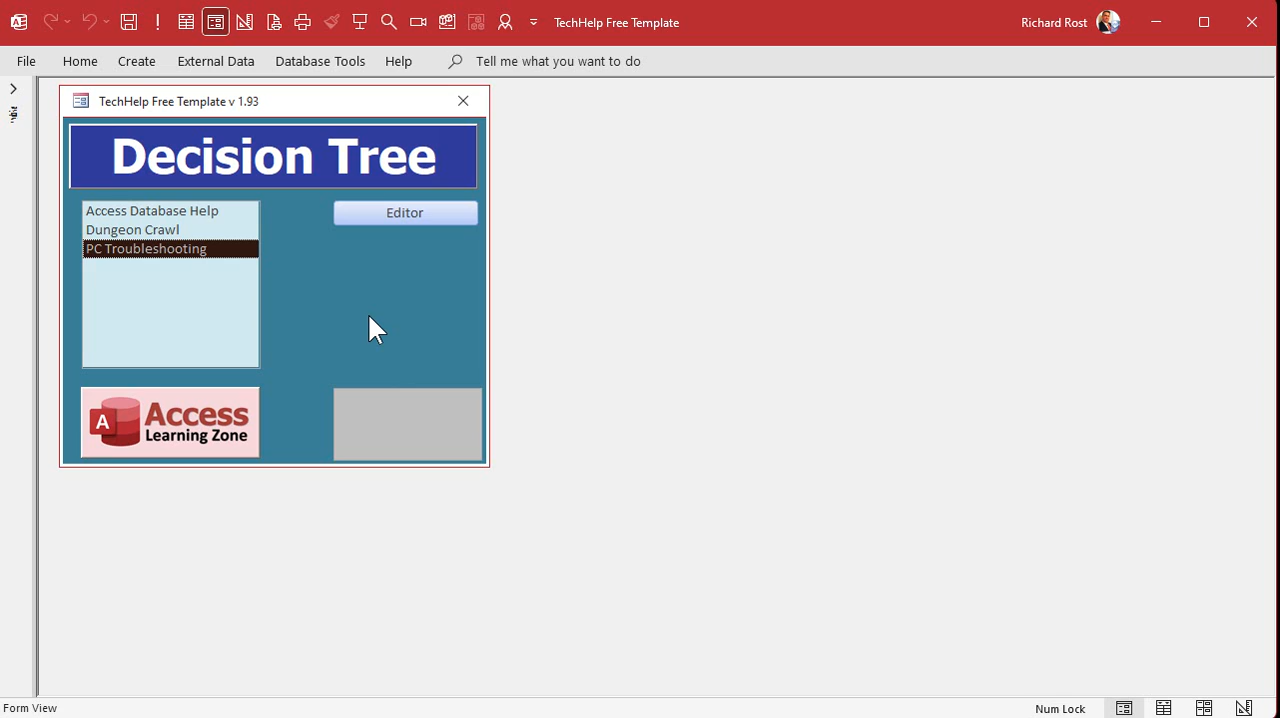 TechHelp Free Template
Richard Rost
File
Home
Create
External Data
Database Tools
Help
Tell me what you want to do
TechHelp Free Template v 1.93
Decision Tree
Access Database Help
Dungeon Crawl
PC Troubleshooting
Editor
A
Access
Learning Zone
Form View
Num Lock